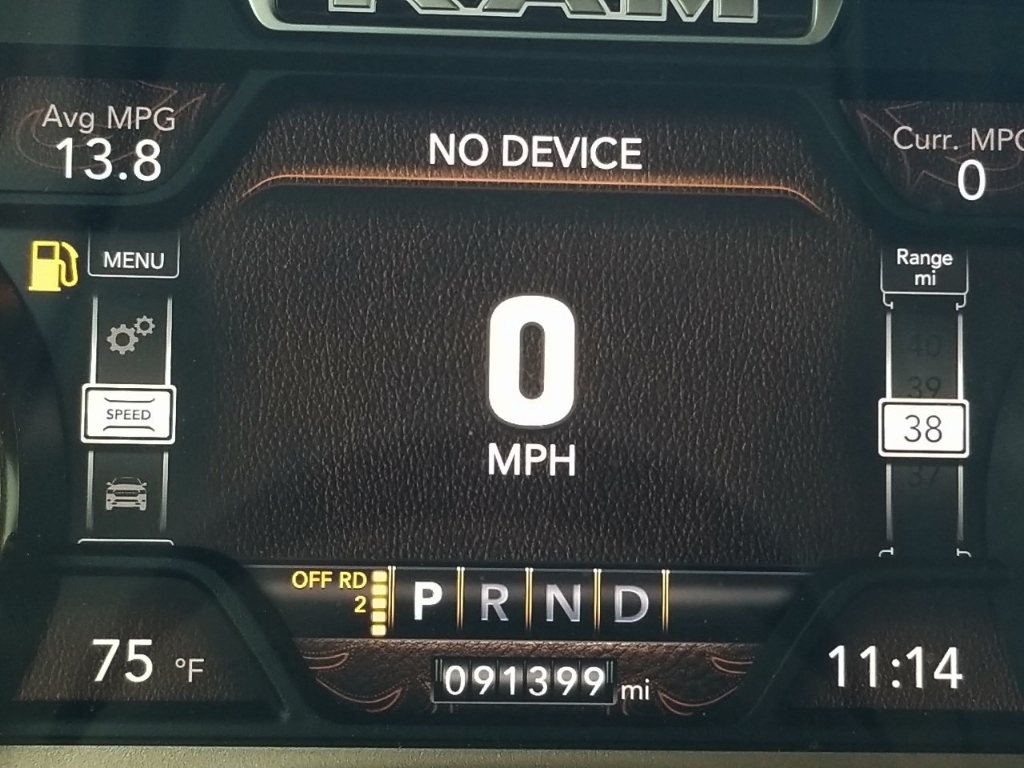 RAM
Avg MPG
13.8
NO DEVICE
Curr. MPG
0
MENU
Range
mi
40
39
SPEED
38
37
0
MPH
OFF RD
2
P R N D
75 °F
091399 mi
11:14